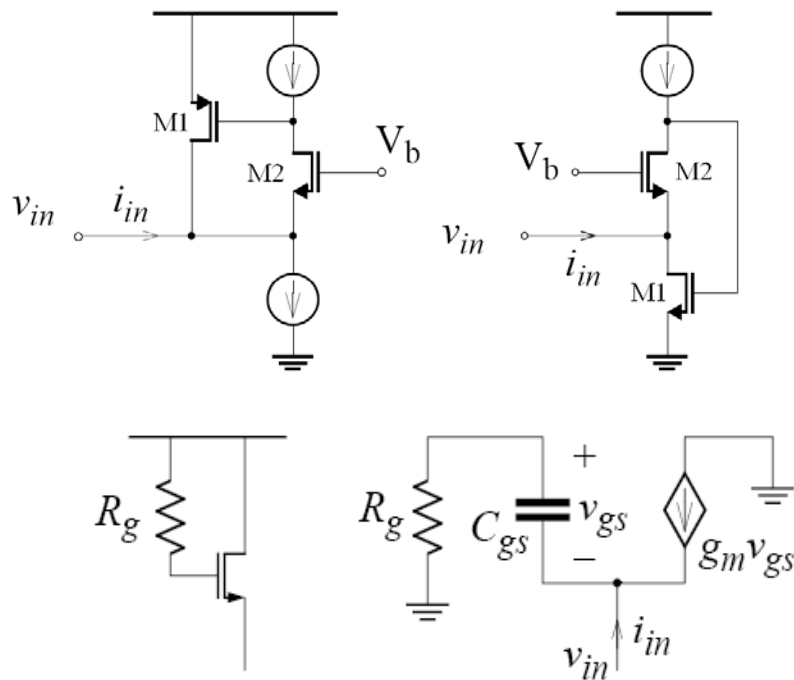 M1
M2
V_b
v_in
i_in
V_b
M2
v_in
i_in
M1
R_g
R_g
C_gs
+
v_gs
−
g_m v_gs
v_in
i_in